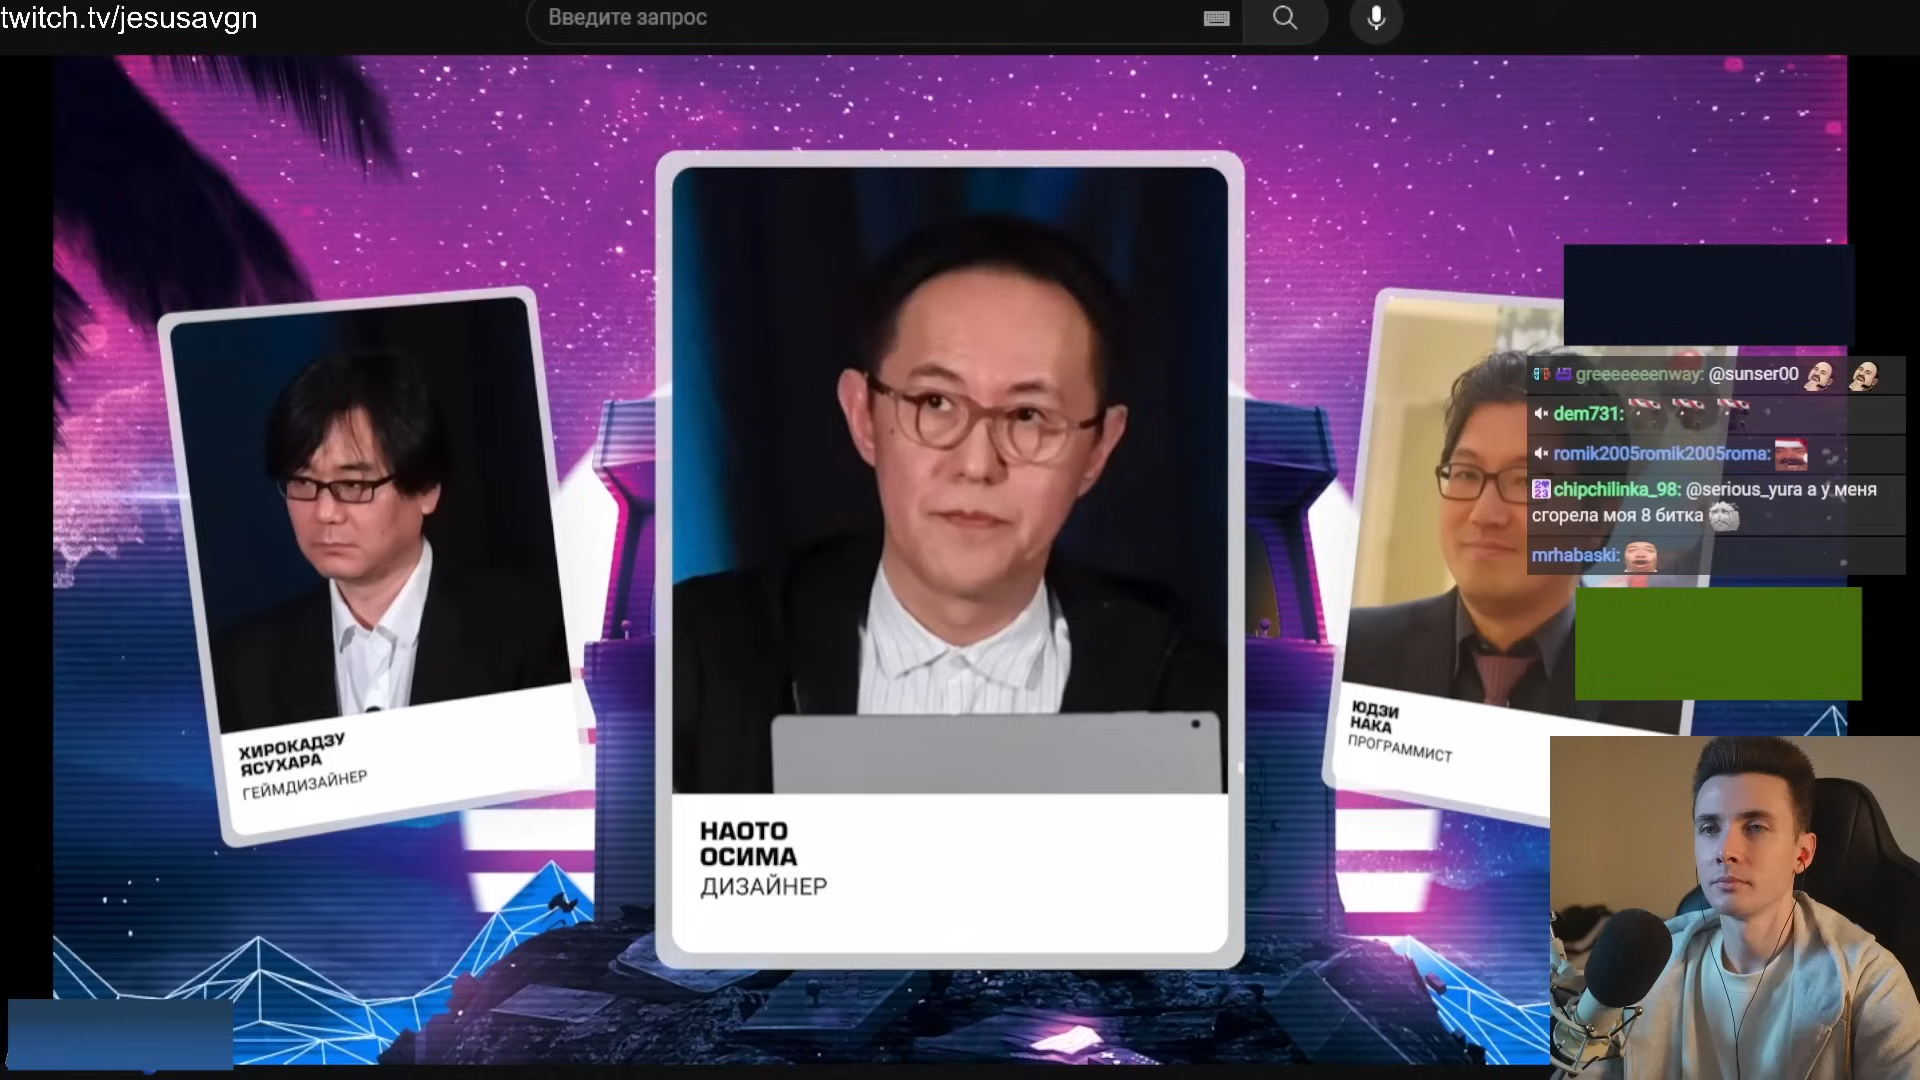 twitch.tv/jesusavgn
Введите запрос
greeeeeeenway: @sunser00
dem731:
romik2005romik2005roma:
chipchilinka_98: @serious_yura а у меня
сгорела моя 8 битка
mrhabaski:
ХИРОКАДЗУ
ЯСУХАРА
ГЕЙМДИЗАЙНЕР
НАОТО
ОСИМА
ДИЗАЙНЕР
ЮДЗИ
НАКА
ПРОГРАММИСТ